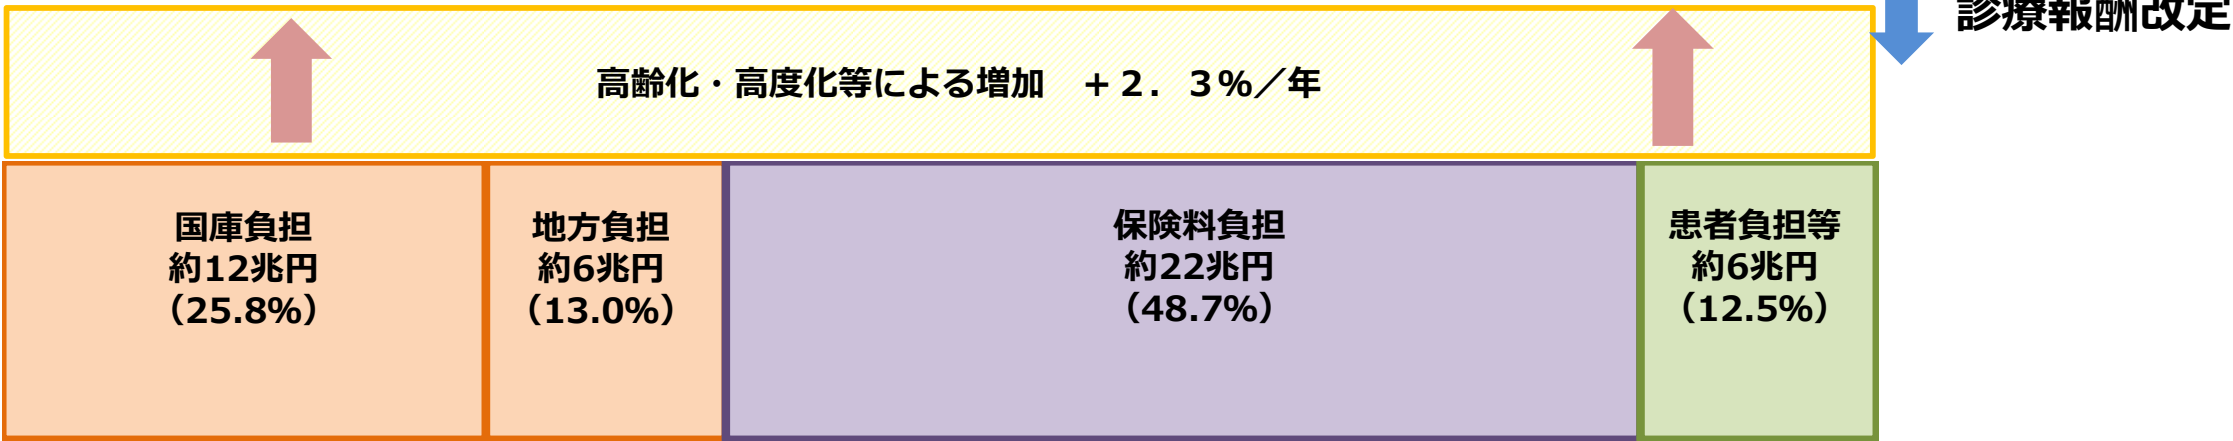 診療報酬改定
高齢化・高度化等による増加　＋２．３％／年
国庫負担
約12兆円
（25.8%）
地方負担
約6兆円
（13.0%）
保険料負担
約22兆円
（48.7%）
患者負担等
約6兆円
（12.5%）